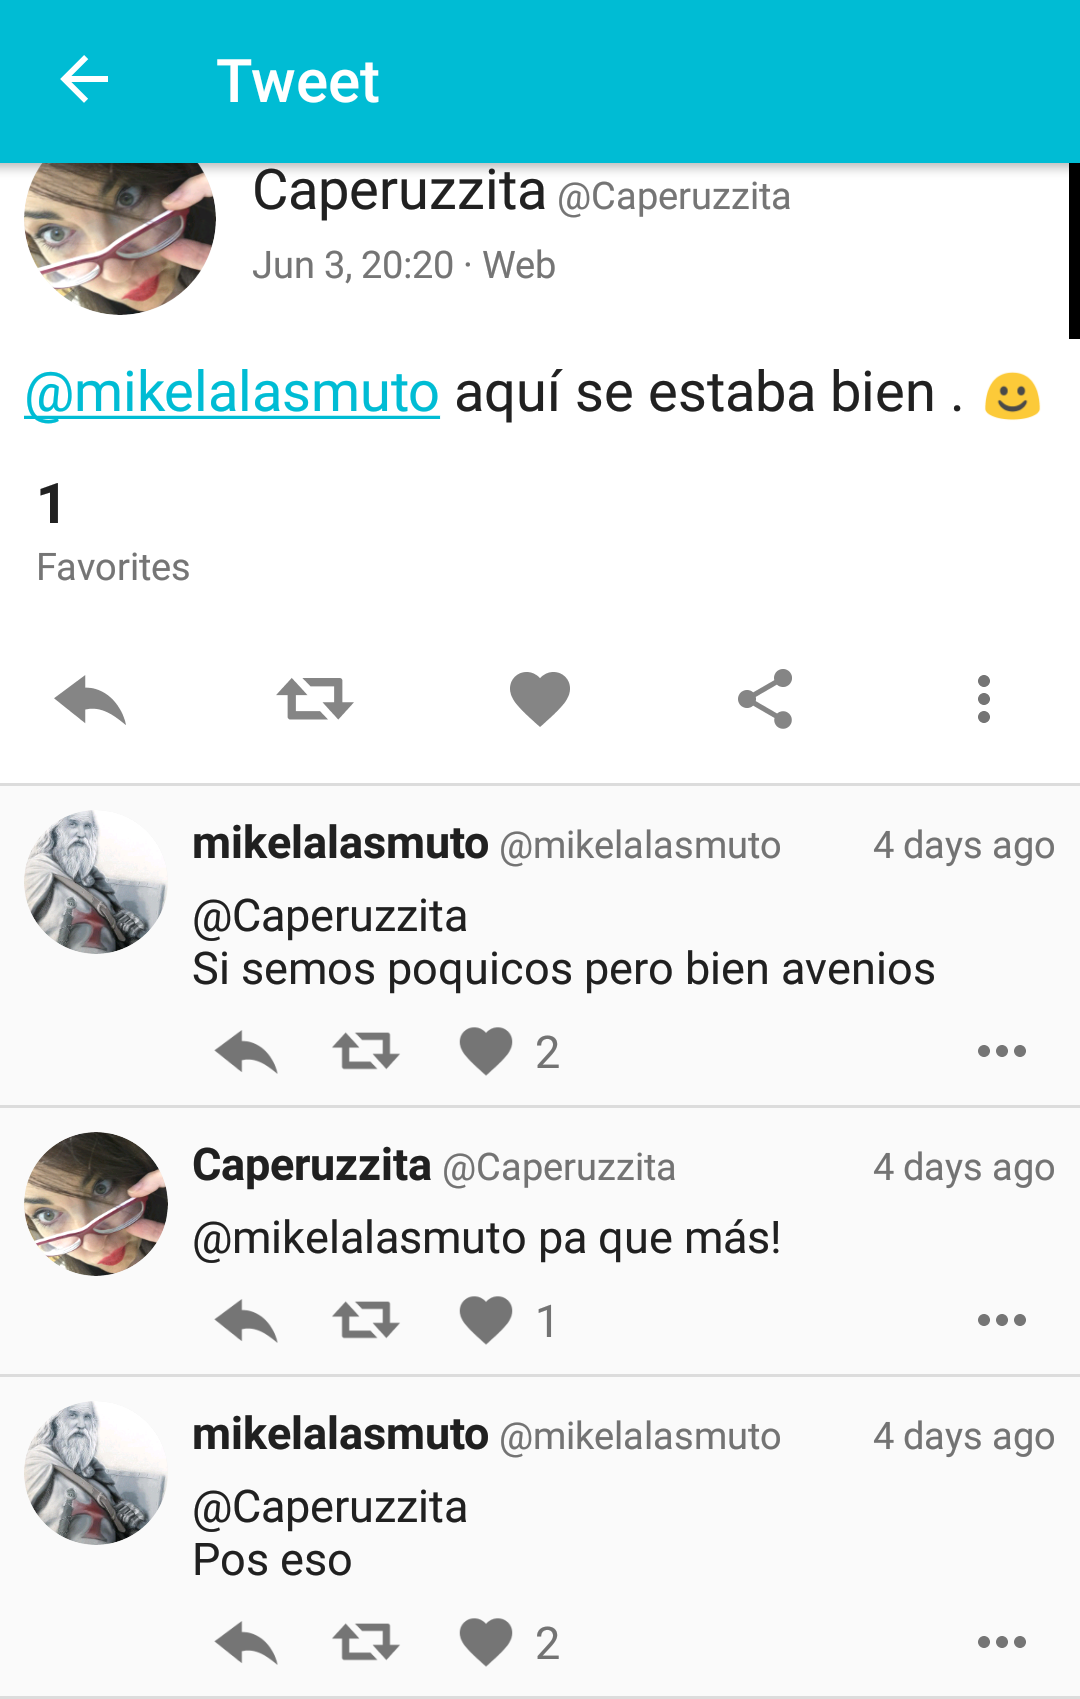 Tweet
Caperuzzita @Caperuzzita
Jun 3, 20:20 · Web
@mikelalasmuto aquí se estaba bien . 🙂
1
Favorites
mikelalasmuto @mikelalasmuto 4 days ago
@Caperuzzita
Si semos poquicos pero bien avenios
2
Caperuzzita @Caperuzzita 4 days ago
@mikelalasmuto pa que más!
1
mikelalasmuto @mikelalasmuto 4 days ago
@Caperuzzita
Pos eso
2